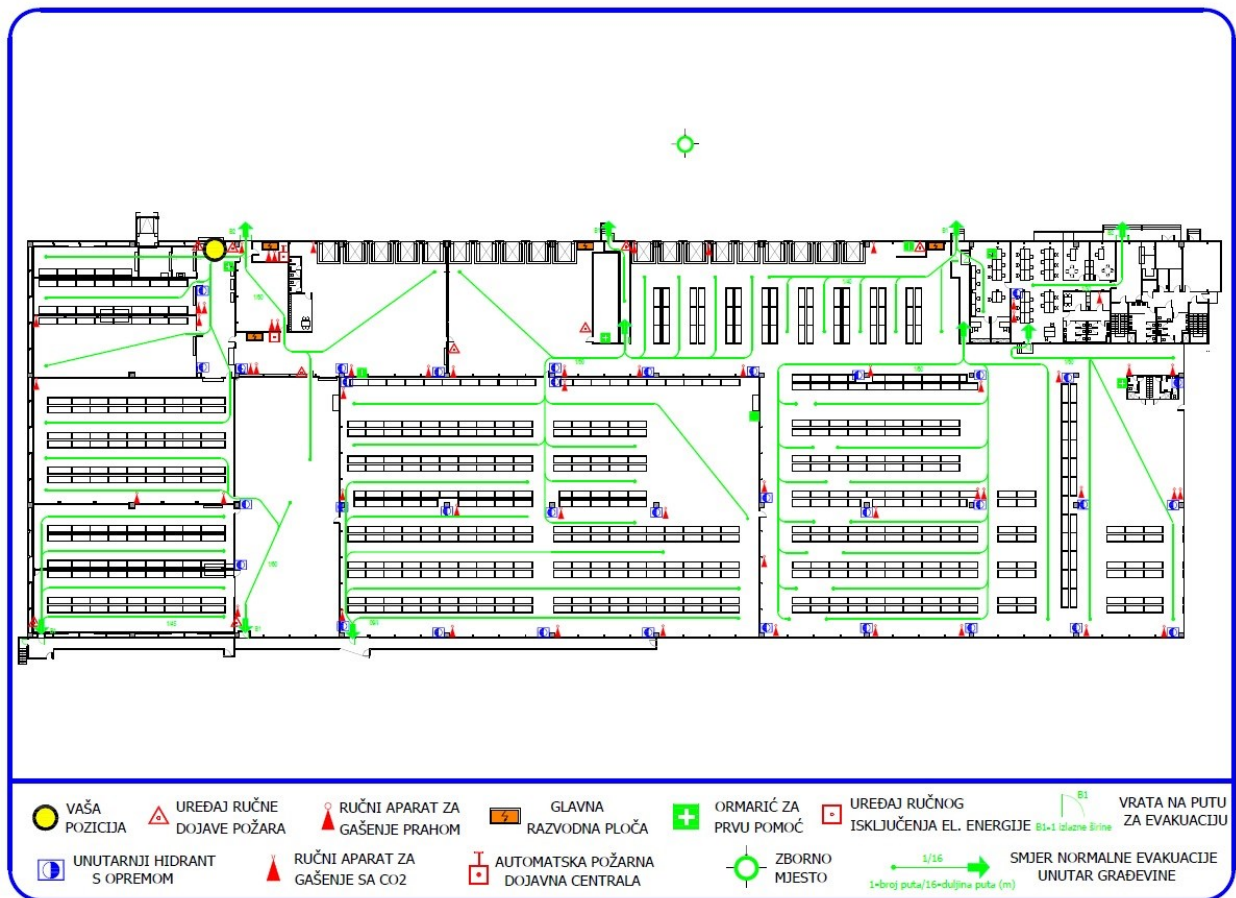 VAŠA
POZICIJA
UREĐAJ RUČNE
DOJAVE POŽARA
RUČNI APARAT ZA
GAŠENJE PRAHOM
GLAVNA
RAZVODNA PLOČA
ORMARIĆ ZA
PRVU POMOĆ
UREĐAJ RUČNOG
ISKLJUČENJA EL. ENERGIJE
B1
B1=1 izlazne širine
VRATA NA PUTU
ZA EVAKUACIJU
UNUTARNJI HIDRANT
S OPREMOM
RUČNI APARAT ZA
GAŠENJE SA CO2
AUTOMATSKA POŽARNA
DOJAVNA CENTRALA
ZBORNO
MJESTO
1/16
1=broj puta/16=duljina puta (m)
SMJER NORMALNE EVAKUACIJE
UNUTAR GRAĐEVINE